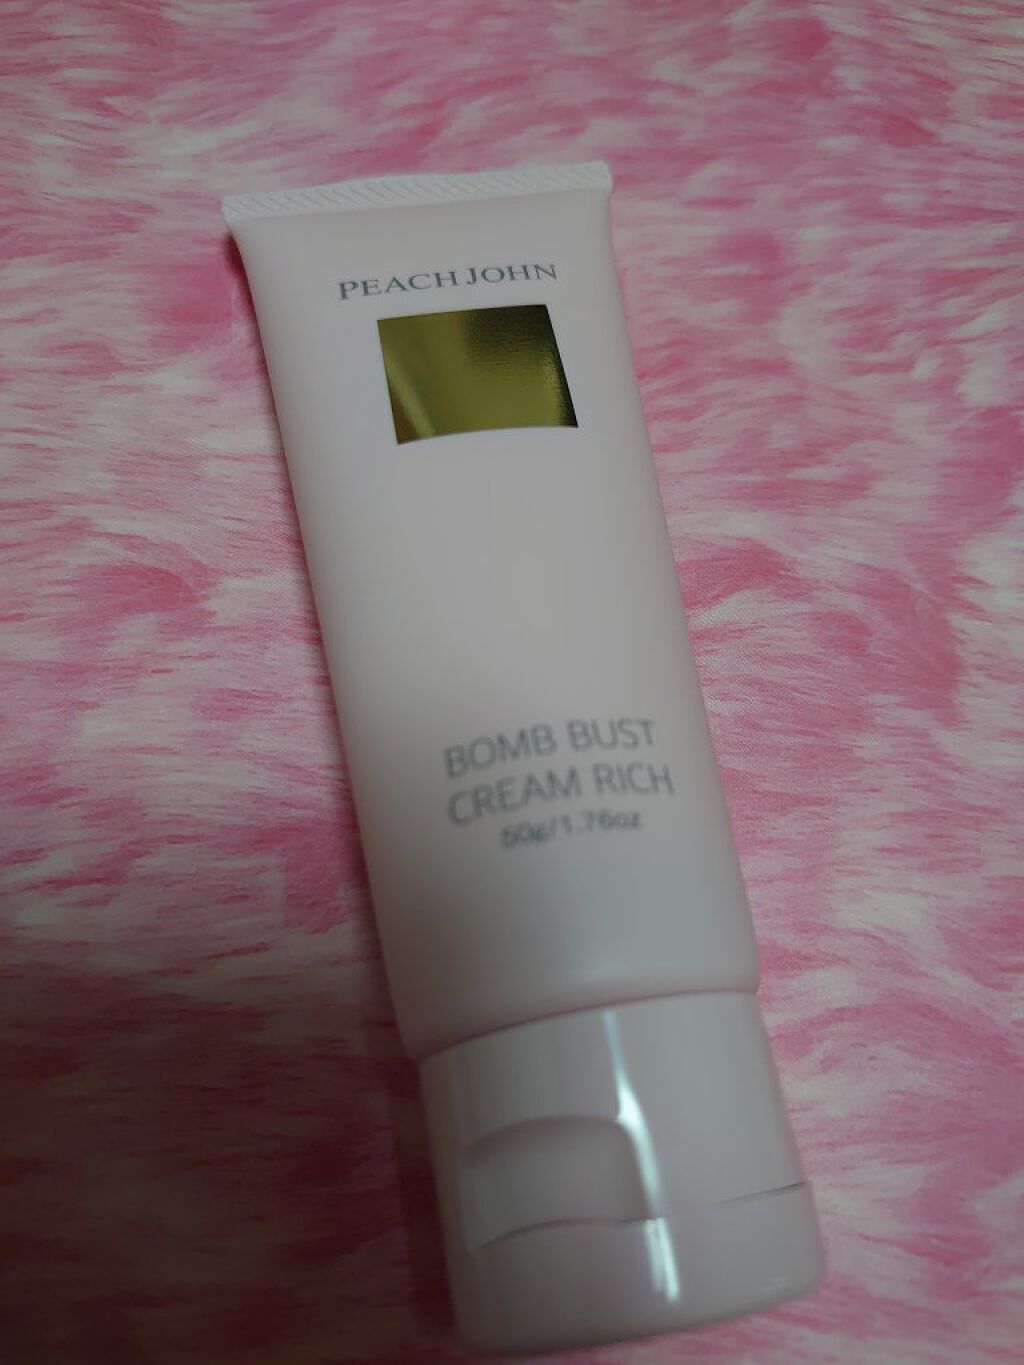 PEACH JOHN
BOMB BUST
CREAM RICH
50g/1.76oz